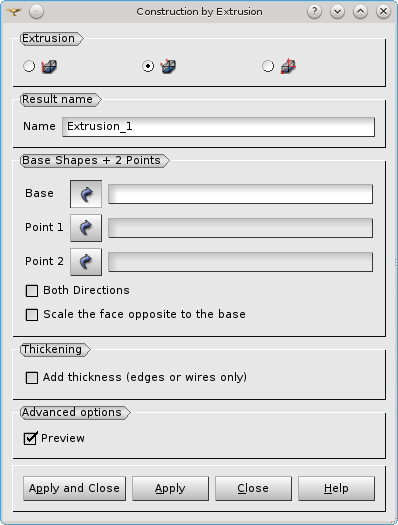 Construction by Extrusion
Extrusion
Result name
Name Extrusion_1
Base Shapes + 2 Points
Base
Point 1
Point 2
Both Directions
Scale the face opposite to the base
Thickening
Add thickness (edges or wires only)
Advanced options
Preview
Apply and Close Apply Close Help